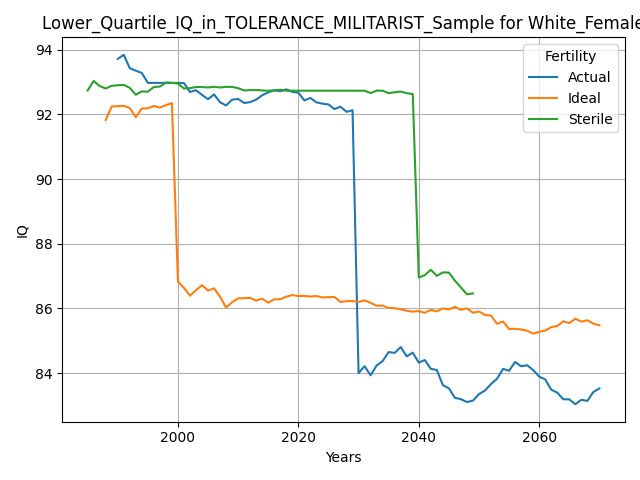 Lower_Quartile_IQ_in_TOLERANCE_MILITARIST_Sample for White_Female
94
92
90
88
86
84
IQ
Fertility
Actual
Ideal
Sterile
2000
2020
2040
2060
Years